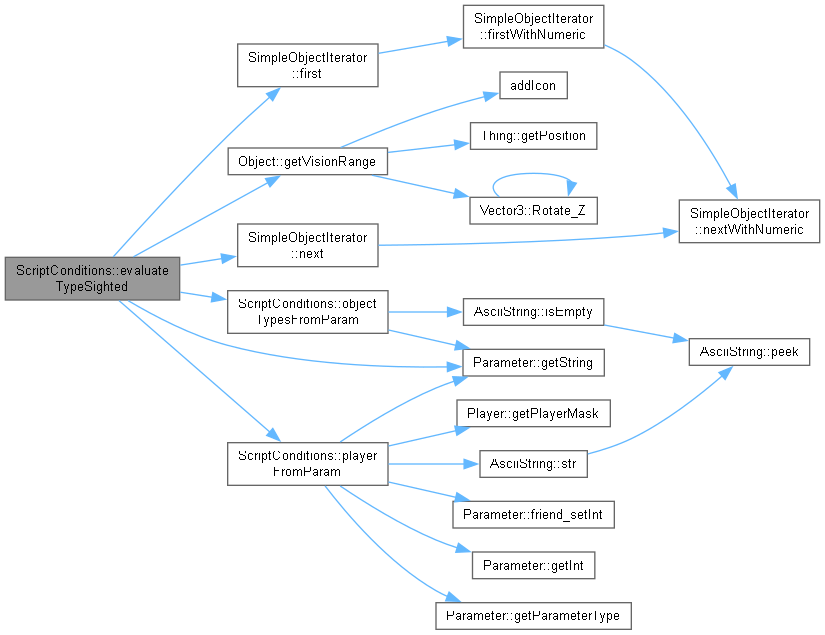 SimpleObjectIterator
::firstWithNumeric
SimpleObjectIterator
::first
addIcon
Thing::getPosition
Object::getVisionRange
Vector3::Rotate_Z
SimpleObjectIterator
::nextWithNumeric
SimpleObjectIterator
::next
ScriptConditions::evaluate
TypeSighted
ScriptConditions::object
TypesFromParam
AsciiString::isEmpty
AsciiString::peek
Parameter::getString
Player::getPlayerMask
ScriptConditions::player
FromParam
AsciiString::str
Parameter::friend_setInt
Parameter::getInt
Parameter::getParameterType